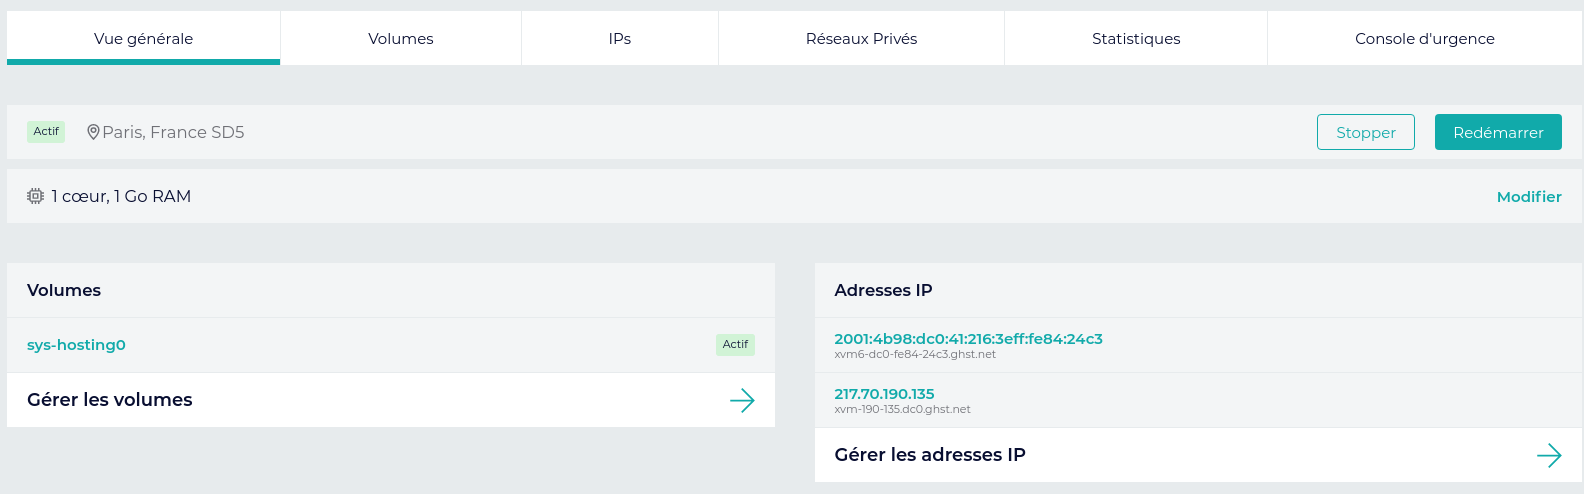 Vue générale
Volumes
IPs
Réseaux Privés
Statistiques
Console d'urgence
Actif
Paris, France SD5
Stopper
Redémarrer
1 cœur, 1 Go RAM
Modifier
Volumes
sys-hosting0
Actif
Gérer les volumes
Adresses IP
2001:4b98:dc0:41:216:3eff:fe84:24c3
xvm6-dc0-fe84-24c3.ghst.net
217.70.190.135
xvm-190-135.dc0.ghst.net
Gérer les adresses IP